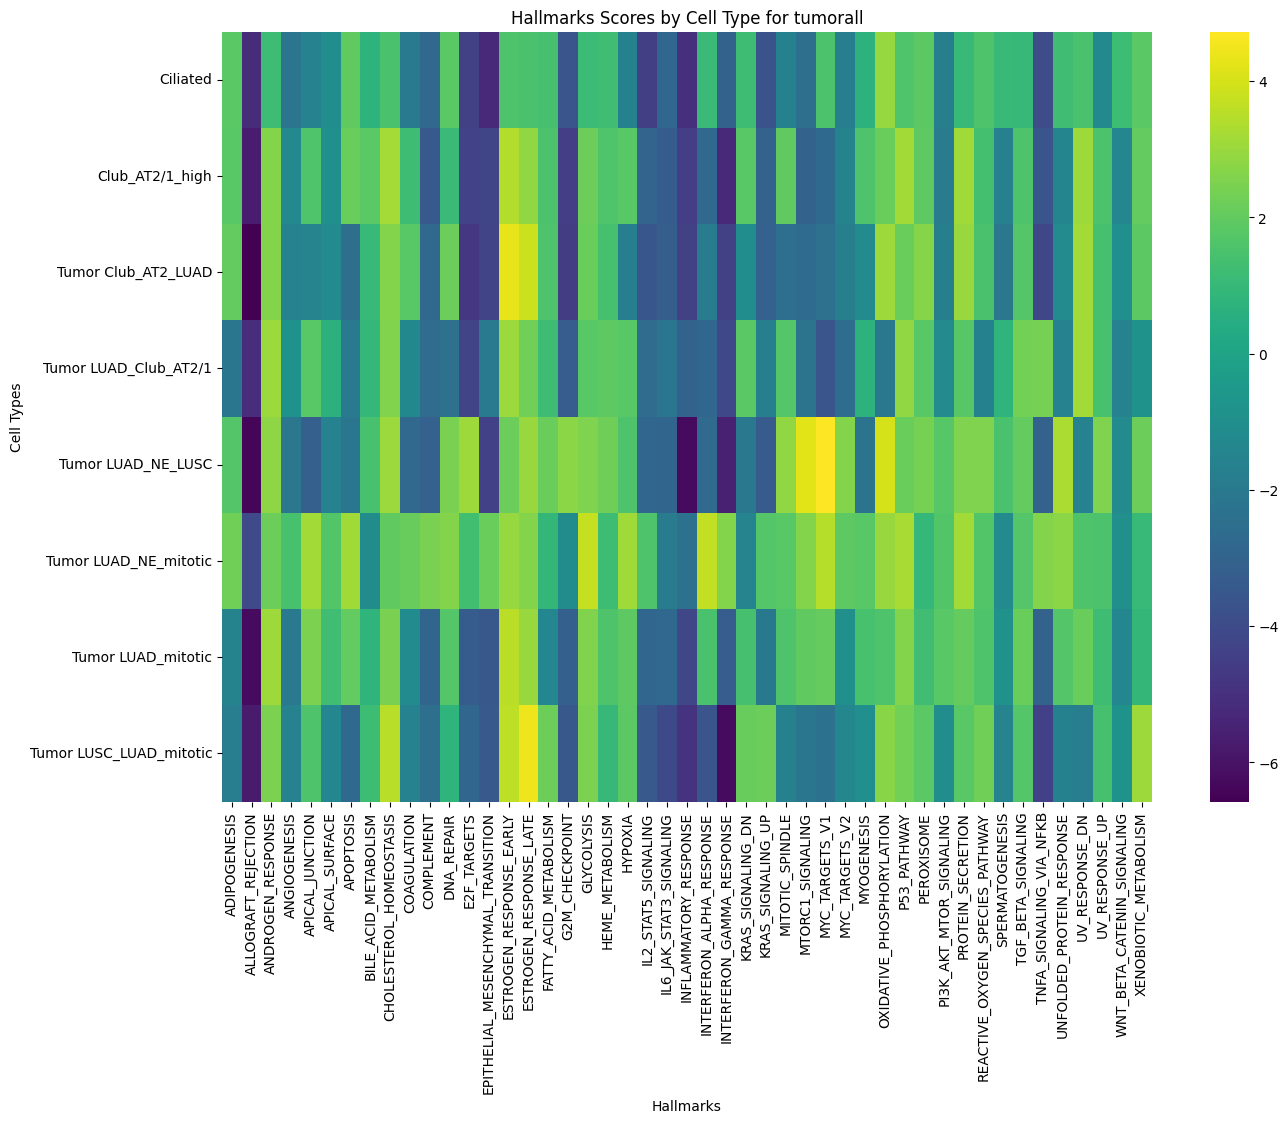 Hallmarks Scores by Cell Type for tumorall
Cell Types
Ciliated
Club_AT2/1_high
Tumor Club_AT2_LUAD
Tumor LUAD_Club_AT2/1
Tumor LUAD_NE_LUSC
Tumor LUAD_NE_mitotic
Tumor LUAD_mitotic
Tumor LUSC_LUAD_mitotic
4
2
0
−2
−4
−6
ADIPOGENESIS
ALLOGRAFT_REJECTION
ANDROGEN_RESPONSE
ANGIOGENESIS
APICAL_JUNCTION
APICAL_SURFACE
APOPTOSIS
BILE_ACID_METABOLISM
CHOLESTEROL_HOMEOSTASIS
COAGULATION
COMPLEMENT
DNA_REPAIR
E2F_TARGETS
EPITHELIAL_MESENCHYMAL_TRANSITION
ESTROGEN_RESPONSE_EARLY
ESTROGEN_RESPONSE_LATE
FATTY_ACID_METABOLISM
G2M_CHECKPOINT
GLYCOLYSIS
HEME_METABOLISM
HYPOXIA
IL2_STAT5_SIGNALING
IL6_JAK_STAT3_SIGNALING
INFLAMMATORY_RESPONSE
INTERFERON_ALPHA_RESPONSE
INTERFERON_GAMMA_RESPONSE
KRAS_SIGNALING_DN
KRAS_SIGNALING_UP
MITOTIC_SPINDLE
MTORC1_SIGNALING
MYC_TARGETS_V1
MYC_TARGETS_V2
MYOGENESIS
OXIDATIVE_PHOSPHORYLATION
P53_PATHWAY
PEROXISOME
PI3K_AKT_MTOR_SIGNALING
PROTEIN_SECRETION
REACTIVE_OXYGEN_SPECIES_PATHWAY
SPERMATOGENESIS
TGF_BETA_SIGNALING
TNFA_SIGNALING_VIA_NFKB
UNFOLDED_PROTEIN_RESPONSE
UV_RESPONSE_DN
UV_RESPONSE_UP
WNT_BETA_CATENIN_SIGNALING
XENOBIOTIC_METABOLISM
Hallmarks